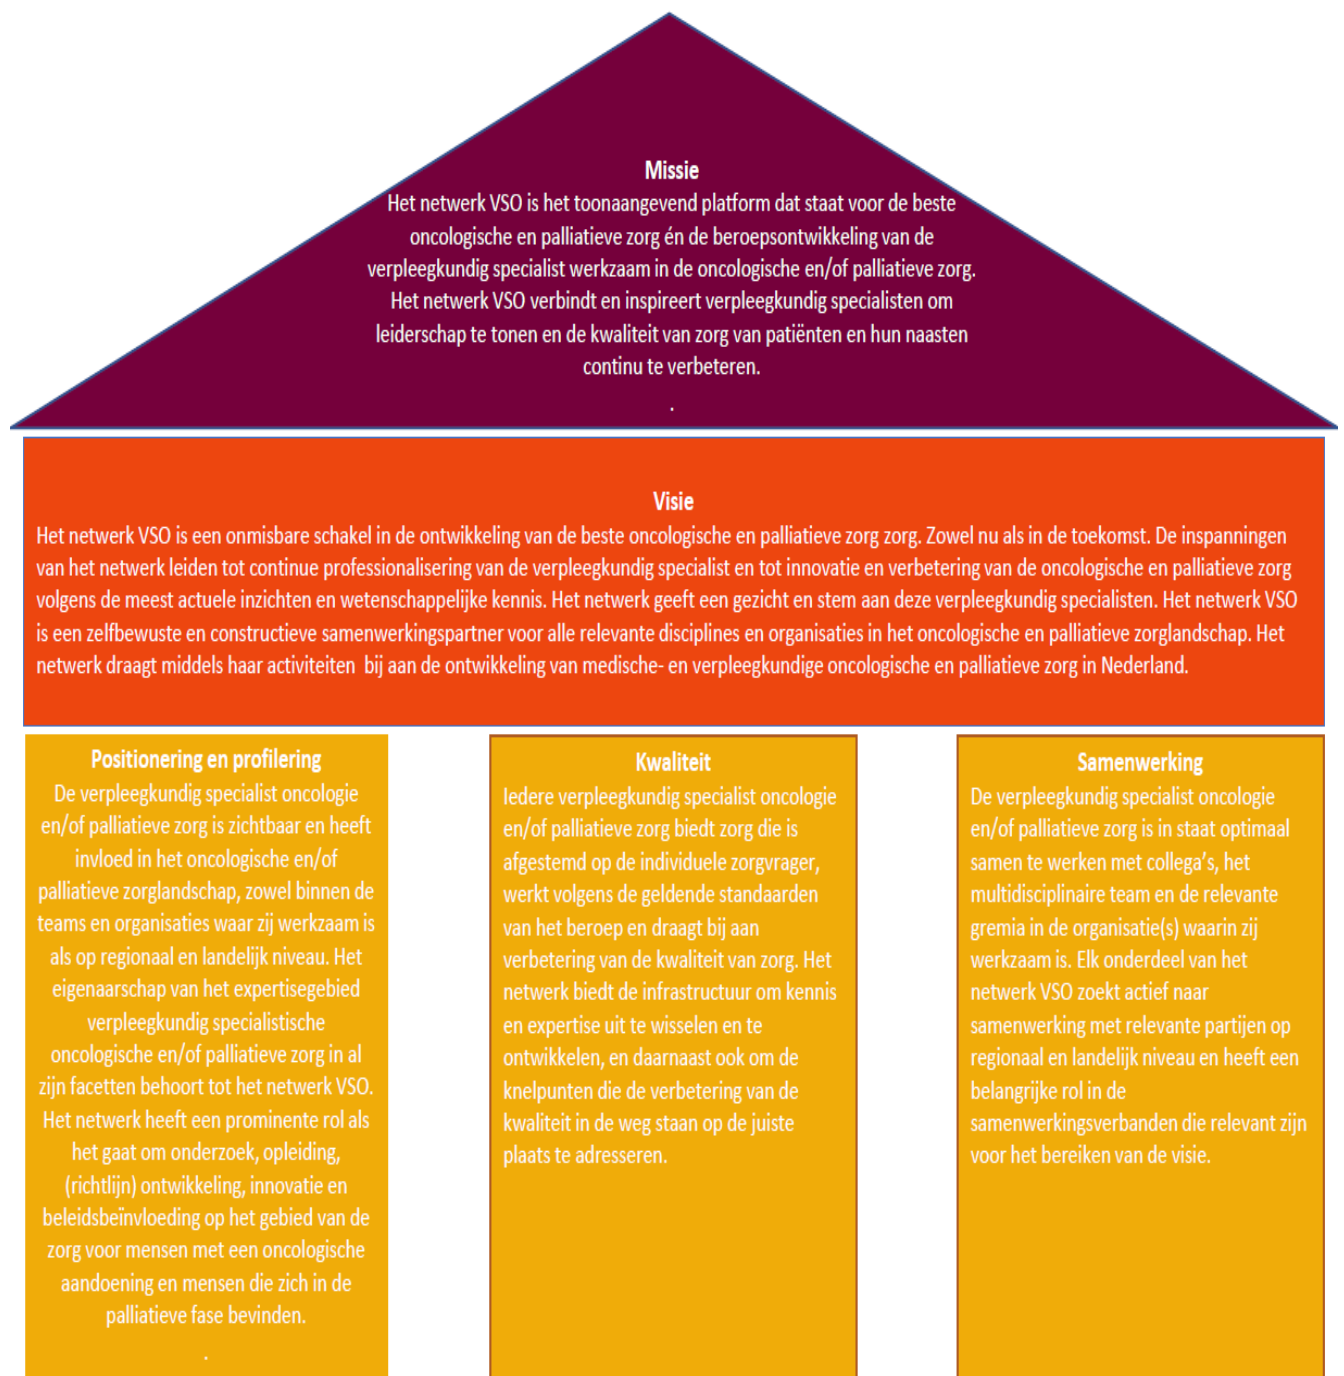 Missie
Het netwerk VSO is het toonaangevend platform dat staat voor de beste
oncologische en palliatieve zorg én de beroepsontwikkeling van de
verpleegkundig specialist werkzaam in de oncologische en/of palliatieve zorg.
Het netwerk VSO verbindt en inspireert verpleegkundig specialisten om
leiderschap te tonen en de kwaliteit van zorg van patiënten en hun naasten
continu te verbeteren.
.
Visie
Het netwerk VSO is een onmisbare schakel in de ontwikkeling van de beste oncologische en palliatieve zorg zorg. Zowel nu als in de toekomst. De inspanningen
van het netwerk leiden tot continue professionalisering van de verpleegkundig specialist en tot innovatie en verbetering van de oncologische en palliatieve zorg
volgens de meest actuele inzichten en wetenschappelijke kennis. Het netwerk geeft een gezicht en stem aan deze verpleegkundig specialisten. Het netwerk VSO
is een zelfbewuste en constructieve samenwerkingspartner voor alle relevante disciplines en organisaties in het oncologische en palliatieve zorglandschap. Het
netwerk draagt middels haar activiteiten  bij aan de ontwikkeling van medische- en verpleegkundige oncologische en palliatieve zorg in Nederland.
Positionering en profilering
De verpleegkundig specialist oncologie
en/of palliatieve zorg is zichtbaar en heeft
invloed in het oncologische en/of
palliatieve zorglandschap, zowel binnen de
teams en organisaties waar zij werkzaam is
als op regionaal en landelijk niveau. Het
eigenaarschap van het expertisegebied
verpleegkundig specialistische
oncologische en/of palliatieve zorg in al
zijn facetten behoort tot het netwerk VSO.
Het netwerk heeft een prominente rol als
het gaat om onderzoek, opleiding,
(richtlijn) ontwikkeling, innovatie en
beleidsbeïnvloeding op het gebied van de
zorg voor mensen met een oncologische
aandoening en mensen die zich in de
palliatieve fase bevinden.
.
Kwaliteit
Iedere verpleegkundig specialist oncologie
en/of palliatieve zorg biedt zorg die is
afgestemd op de individuele zorgvrager,
werkt volgens de geldende standaarden
van het beroep en draagt bij aan
verbetering van de kwaliteit van zorg. Het
netwerk biedt de infrastructuur om kennis
en expertise uit te wisselen en te
ontwikkelen, en daarnaast ook om de
knelpunten die de verbetering van de
kwaliteit in de weg staan op de juiste
plaats te adresseren.
Samenwerking
De verpleegkundig specialist oncologie
en/of palliatieve zorg is in staat optimaal
samen te werken met collega's, het
multidisciplinaire team en de relevante
gremia in de organisatie(s) waarin zij
werkzaam is. Elk onderdeel van het
netwerk VSO zoekt actief naar
samenwerking met relevante partijen op
regionaal en landelijk niveau en heeft een
belangrijke rol in de
samenwerkingsverbanden die relevant zijn
voor het bereiken van de visie.